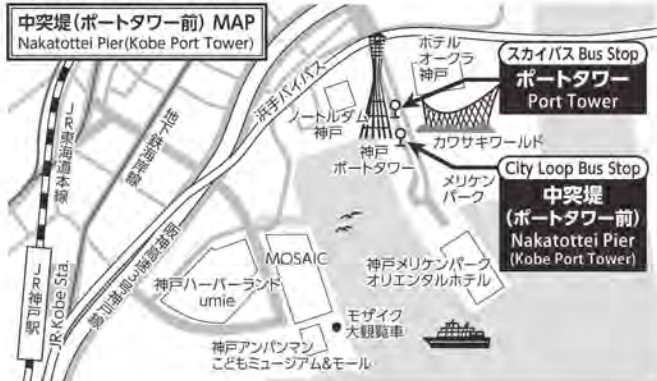 中突堤(ポートタワー前) MAP
Nakatottei Pier(Kobe Port Tower)
ホテル
オークラ
神戸
スカイバス Bus Stop
ポートタワー
Port Tower
浜手バイパス
ノートルダム
神戸
地下鉄海岸線
JR東海道本線
カワサキワールド
神戸
ポートタワー
メリケン
パーク
City Loop Bus Stop
中突堤
(ポートタワー前)
Nakatottei Pier
(Kobe Port Tower)
阪神高速3号神戸線
JR神戸駅
JR-Kobe Sta.
MOSAIC
神戸ハーバーランド
umie
神戸メリケンパーク
オリエンタルホテル
モザイク
大観覧車
神戸アンパンマン
こどもミュージアム&モール